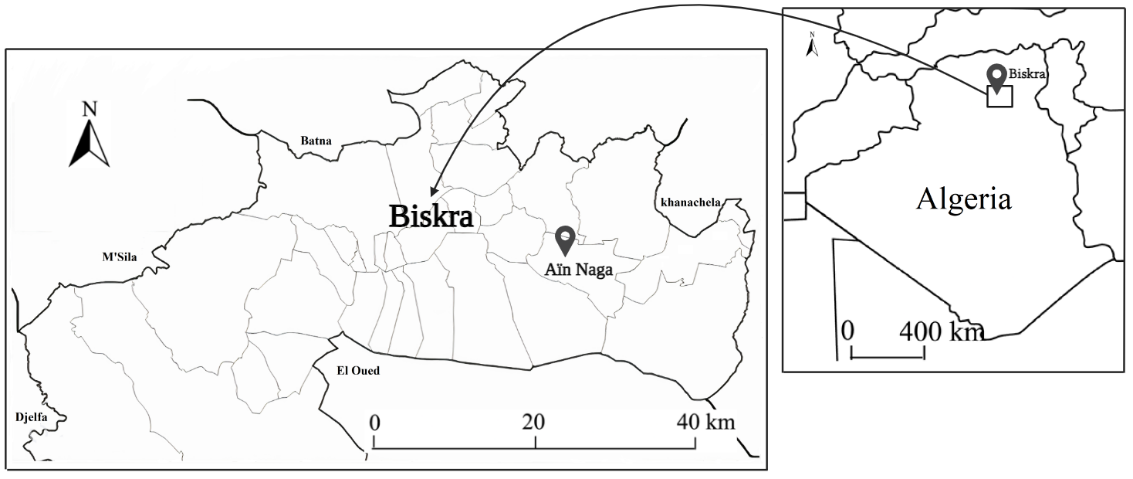 N
Batna
Biskra
khanachela
Aïn Naga
M'Sila
El Oued
Djelfa
0 20 40 km
N
Biskra
Algeria
0 400 km